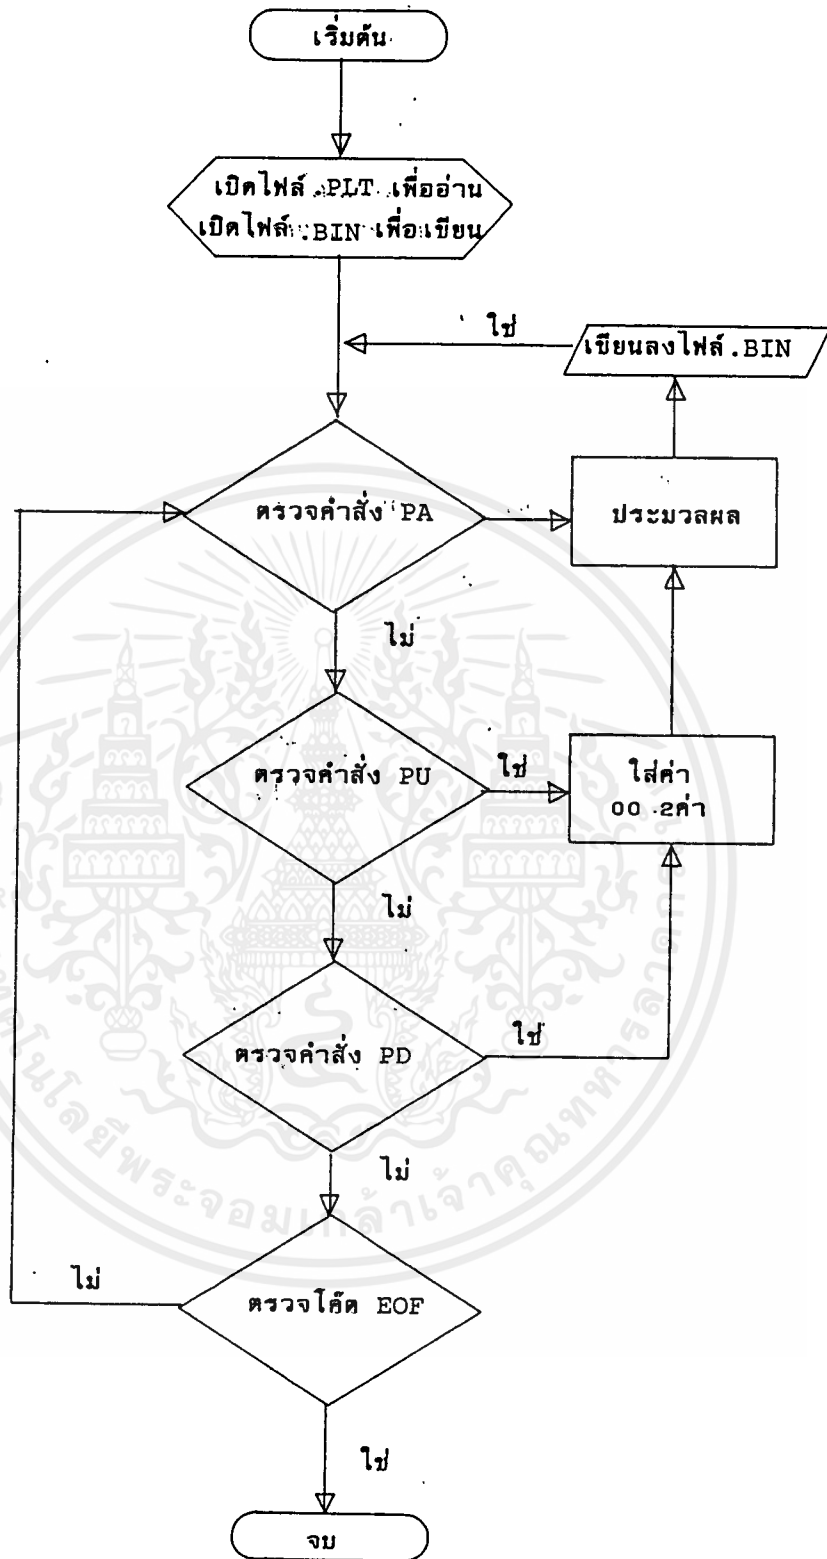 เริ่มต้น
เปิดไฟล์ .PLT เพื่ออ่าน
เปิดไฟล์ .BIN เพื่อเขียน
ใช่
เขียนลงไฟล์ .BIN
ตรวจคำสั่ง PA
ประมวลผล
ไม่
ตรวจคำสั่ง PU
ใช่
ใส่ค่า
00 2ค่า
ไม่
ตรวจคำสั่ง PD
ใช่
ไม่
ไม่
ตรวจโค๊ด EOF
ใช่
จบ